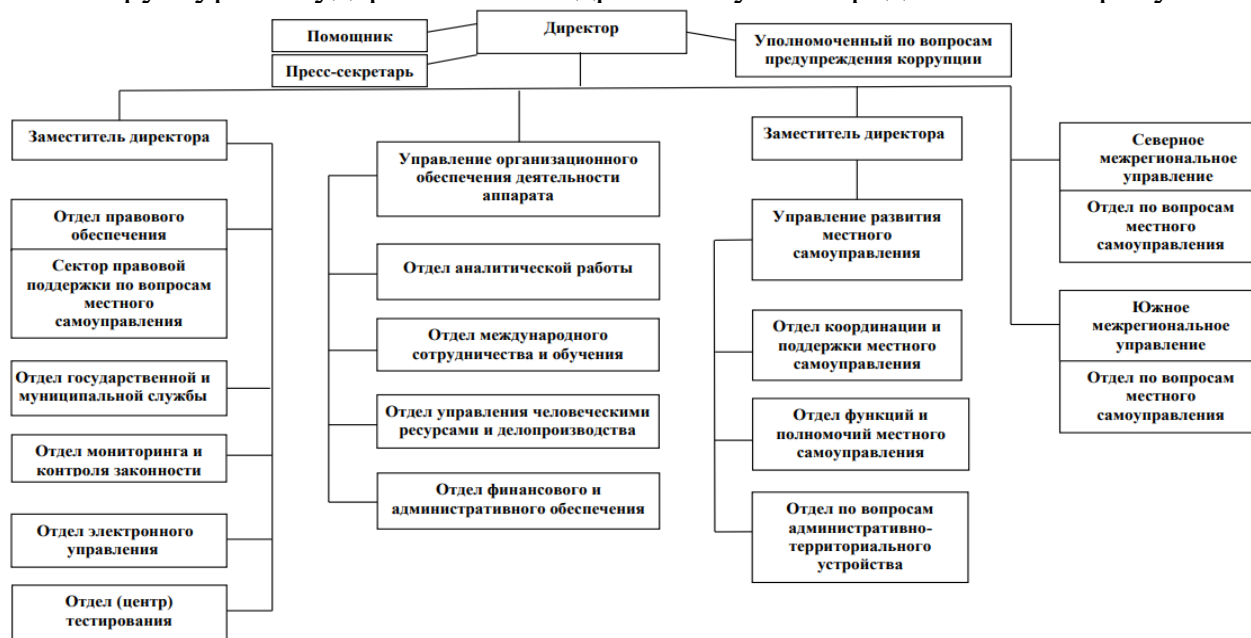 Помощник
Директор
Уполномоченный по вопросам
предупреждения коррупции
Пресс-секретарь
Заместитель директора
Отдел правового
обеспечения
Сектор правовой
поддержки по вопросам
местного
самоуправления
Отдел государственной и
муниципальной службы
Отдел мониторинга и
контроля законности
Отдел электронного
управления
Отдел (центр)
тестирования
Управление организационного
обеспечения деятельности
аппарата
Отдел аналитической работы
Отдел международного
сотрудничества и обучения
Отдел управления человеческими
ресурсами и делопроизводства
Отдел финансового и
административного обеспечения
Заместитель директора
Управление развития
местного
самоуправления
Отдел координации и
поддержки местного
самоуправления
Отдел функций и
полномочий местного
самоуправления
Отдел по вопросам
административно-
территориального
устройства
Северное
межрегиональное
управление
Отдел по вопросам
местного
самоуправления
Южное
межрегиональное
управление
Отдел по вопросам
местного
самоуправления